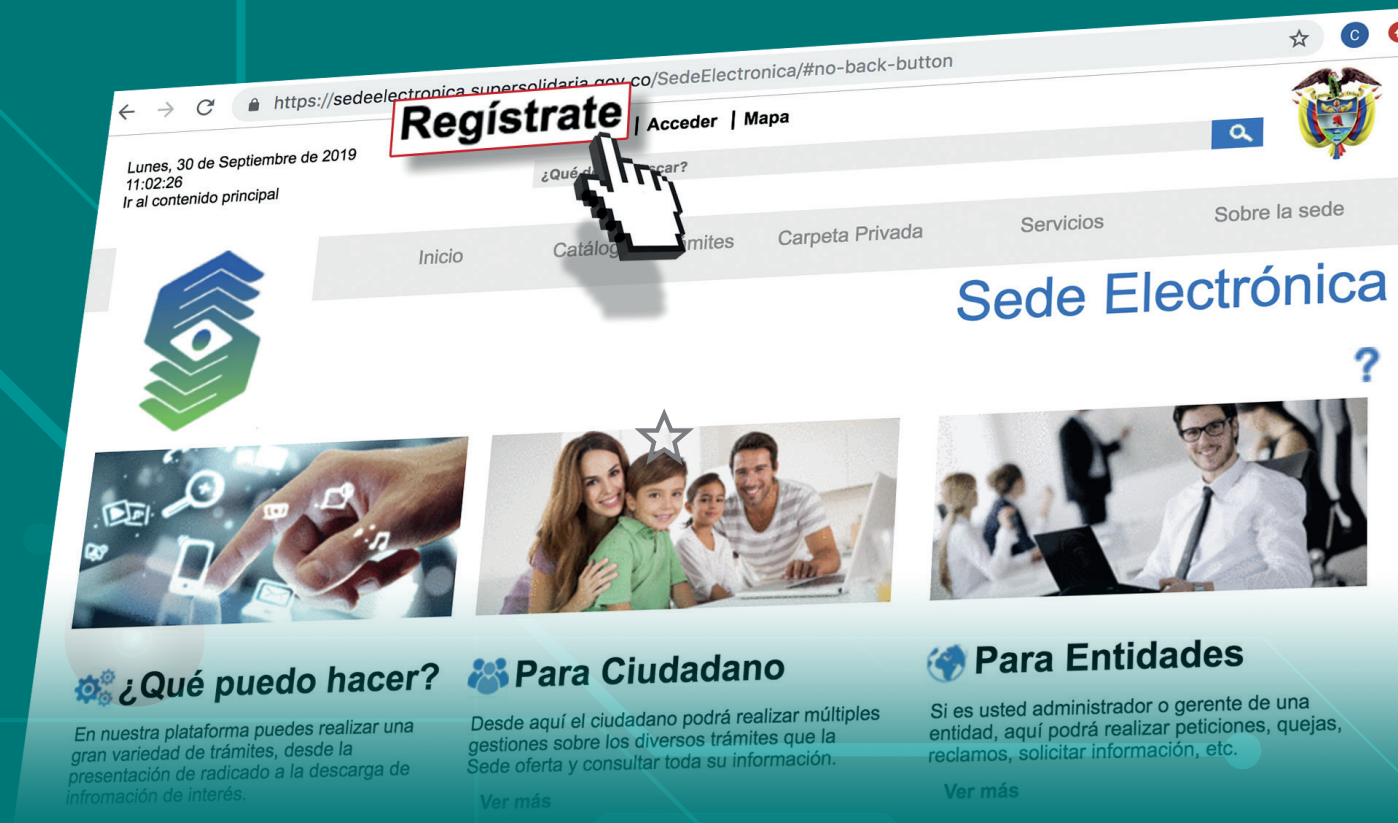 https://sedeelectronica.supersolidaria.gov.co/SedeElectronica/#no-back-button
C
Regístrate | Acceder | Mapa
Lunes, 30 de Septiembre de 2019
11:02:26
Ir al contenido principal
Inicio
Servicios
Carpeta Privada
Sobre la sede
Sede Electrónica
?
¿Qué puedo hacer?
En nuestra plataforma puedes realizar una
gran variedad de trámites, desde la
presentación de radicado a la descarga de
infromación de interés.
Para Ciudadano
Desde aquí el ciudadano podrá realizar múltiples
gestiones sobre los diversos trámites que la
Sede oferta y consultar toda su información.
Ver más
Para Entidades
Si es usted administrador o gerente de una
entidad, aquí podrá realizar peticiones, quejas,
reclamos, solicitar información, etc.
Ver más